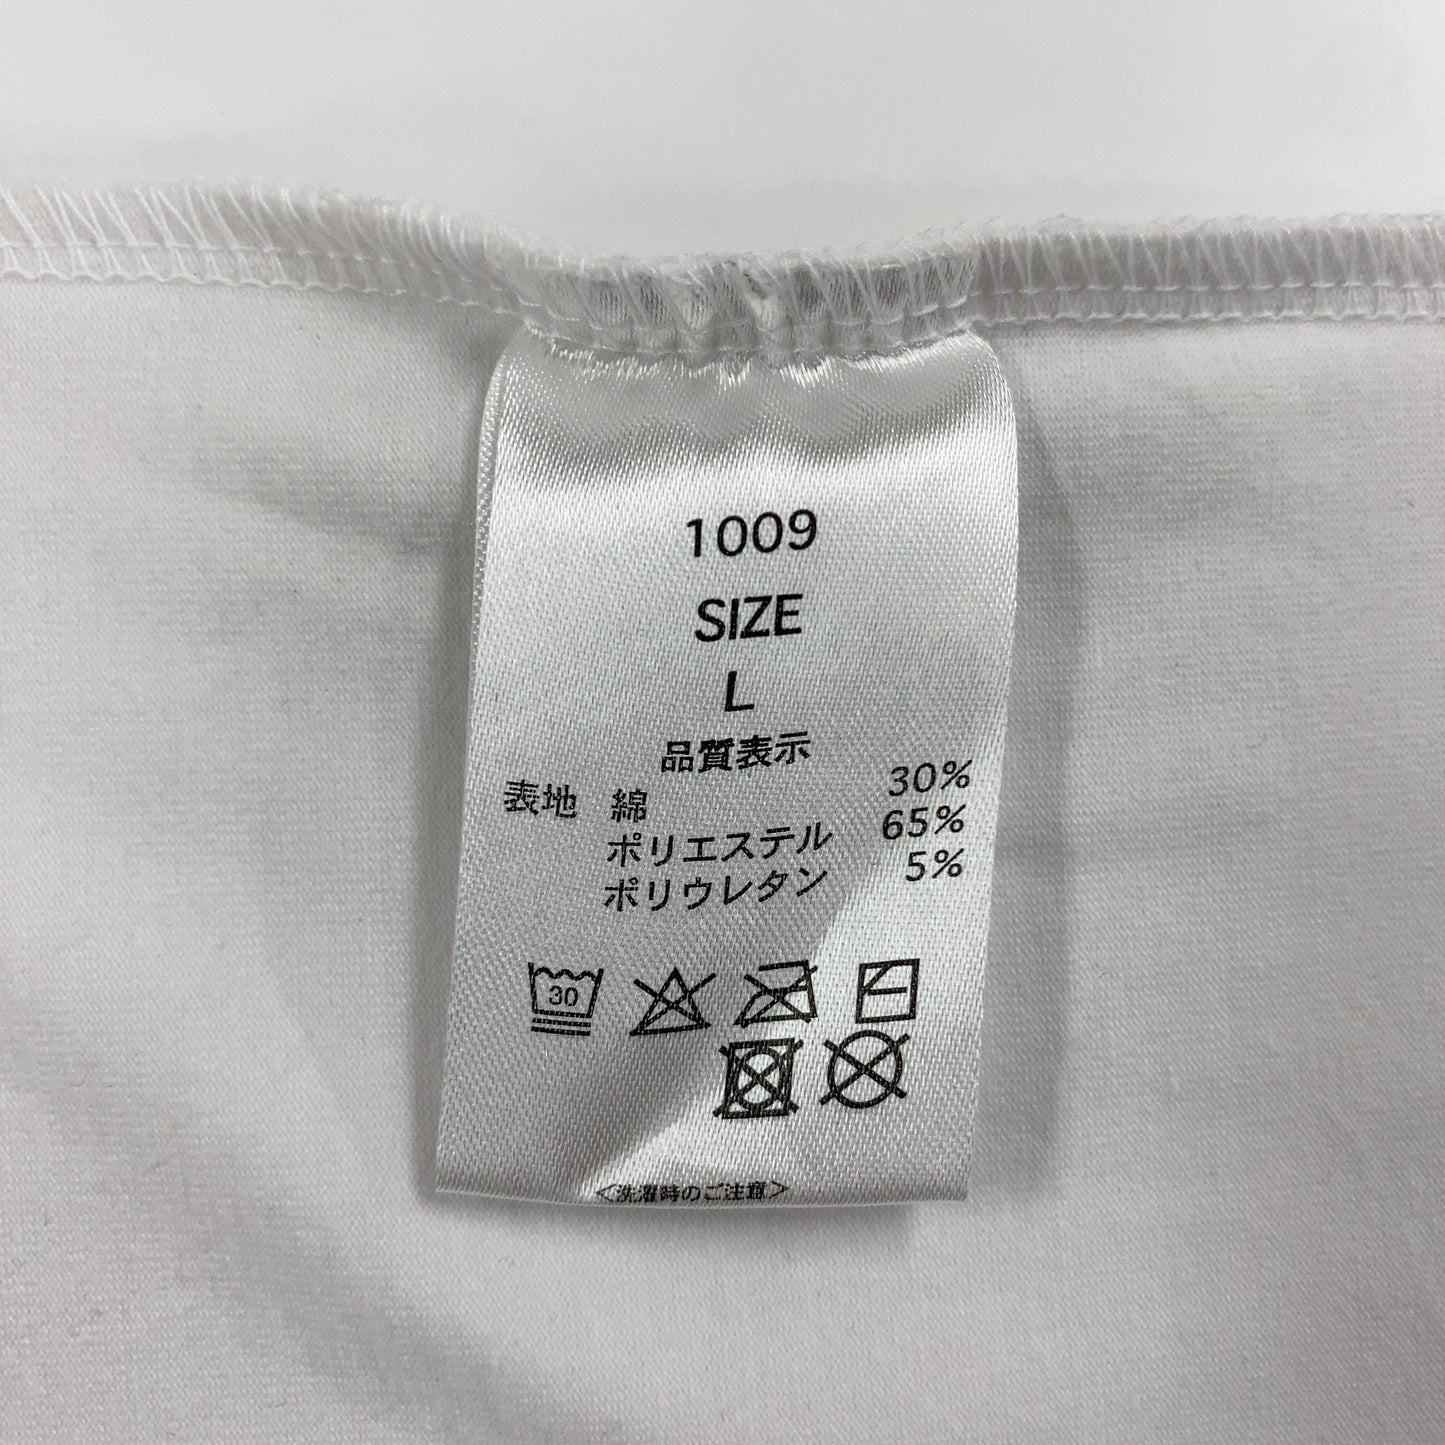 1009
SIZE
L
品質表示
表地 綿 30%
ポリエステル 65%
ポリウレタン 5%
30
<洗濯時のご注意>